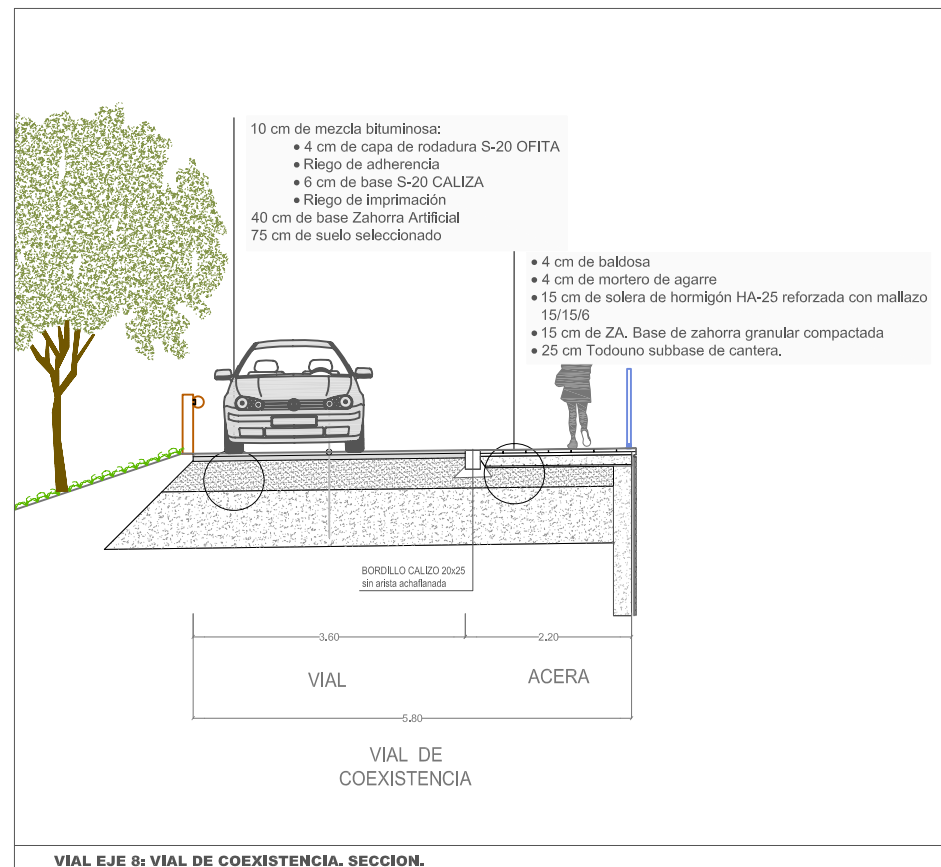 10 cm de mezcla bituminosa:
• 4 cm de capa de rodadura S-20 OFITA
• Riego de adherencia
• 6 cm de base S-20 CALIZA
• Riego de imprimación
40 cm de base Zahorra Artificial
75 cm de suelo seleccionado
• 4 cm de baldosa
• 4 cm de mortero de agarre
• 15 cm de solera de hormigón HA-25 reforzada con mallazo
15/15/6
• 15 cm de ZA. Base de zahorra granular compactada
• 25 cm Todouno subbase de cantera.
BORDILLO CALIZO 20x25
sin arista achaflanada
3.60
2.20
VIAL
ACERA
5.80
VIAL DE
COEXISTENCIA
VIAL EJE 8: VIAL DE COEXISTENCIA. SECCION.